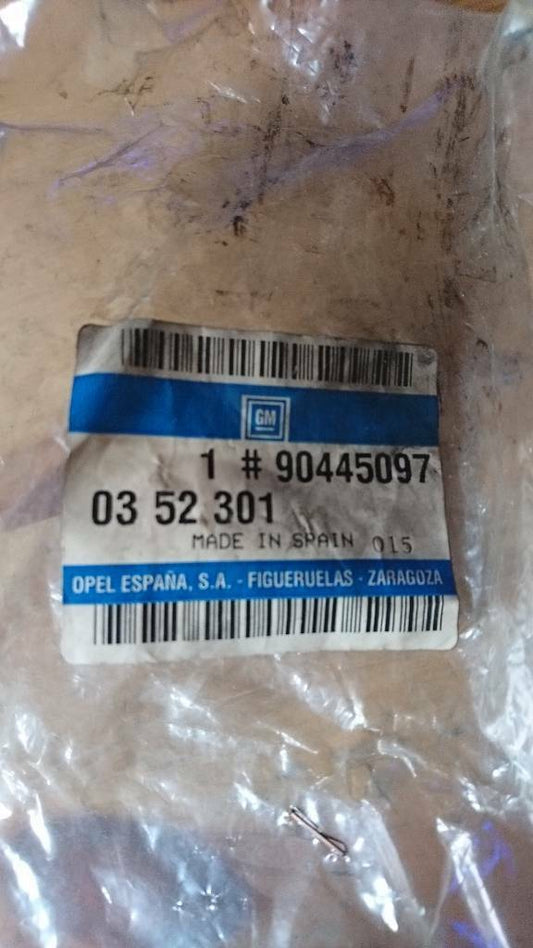 GM
1 # 90445097
03 52 301
MADE IN SPAIN 015
OPEL ESPAÑA, S.A. - FIGUERUELAS - ZARAGOZA